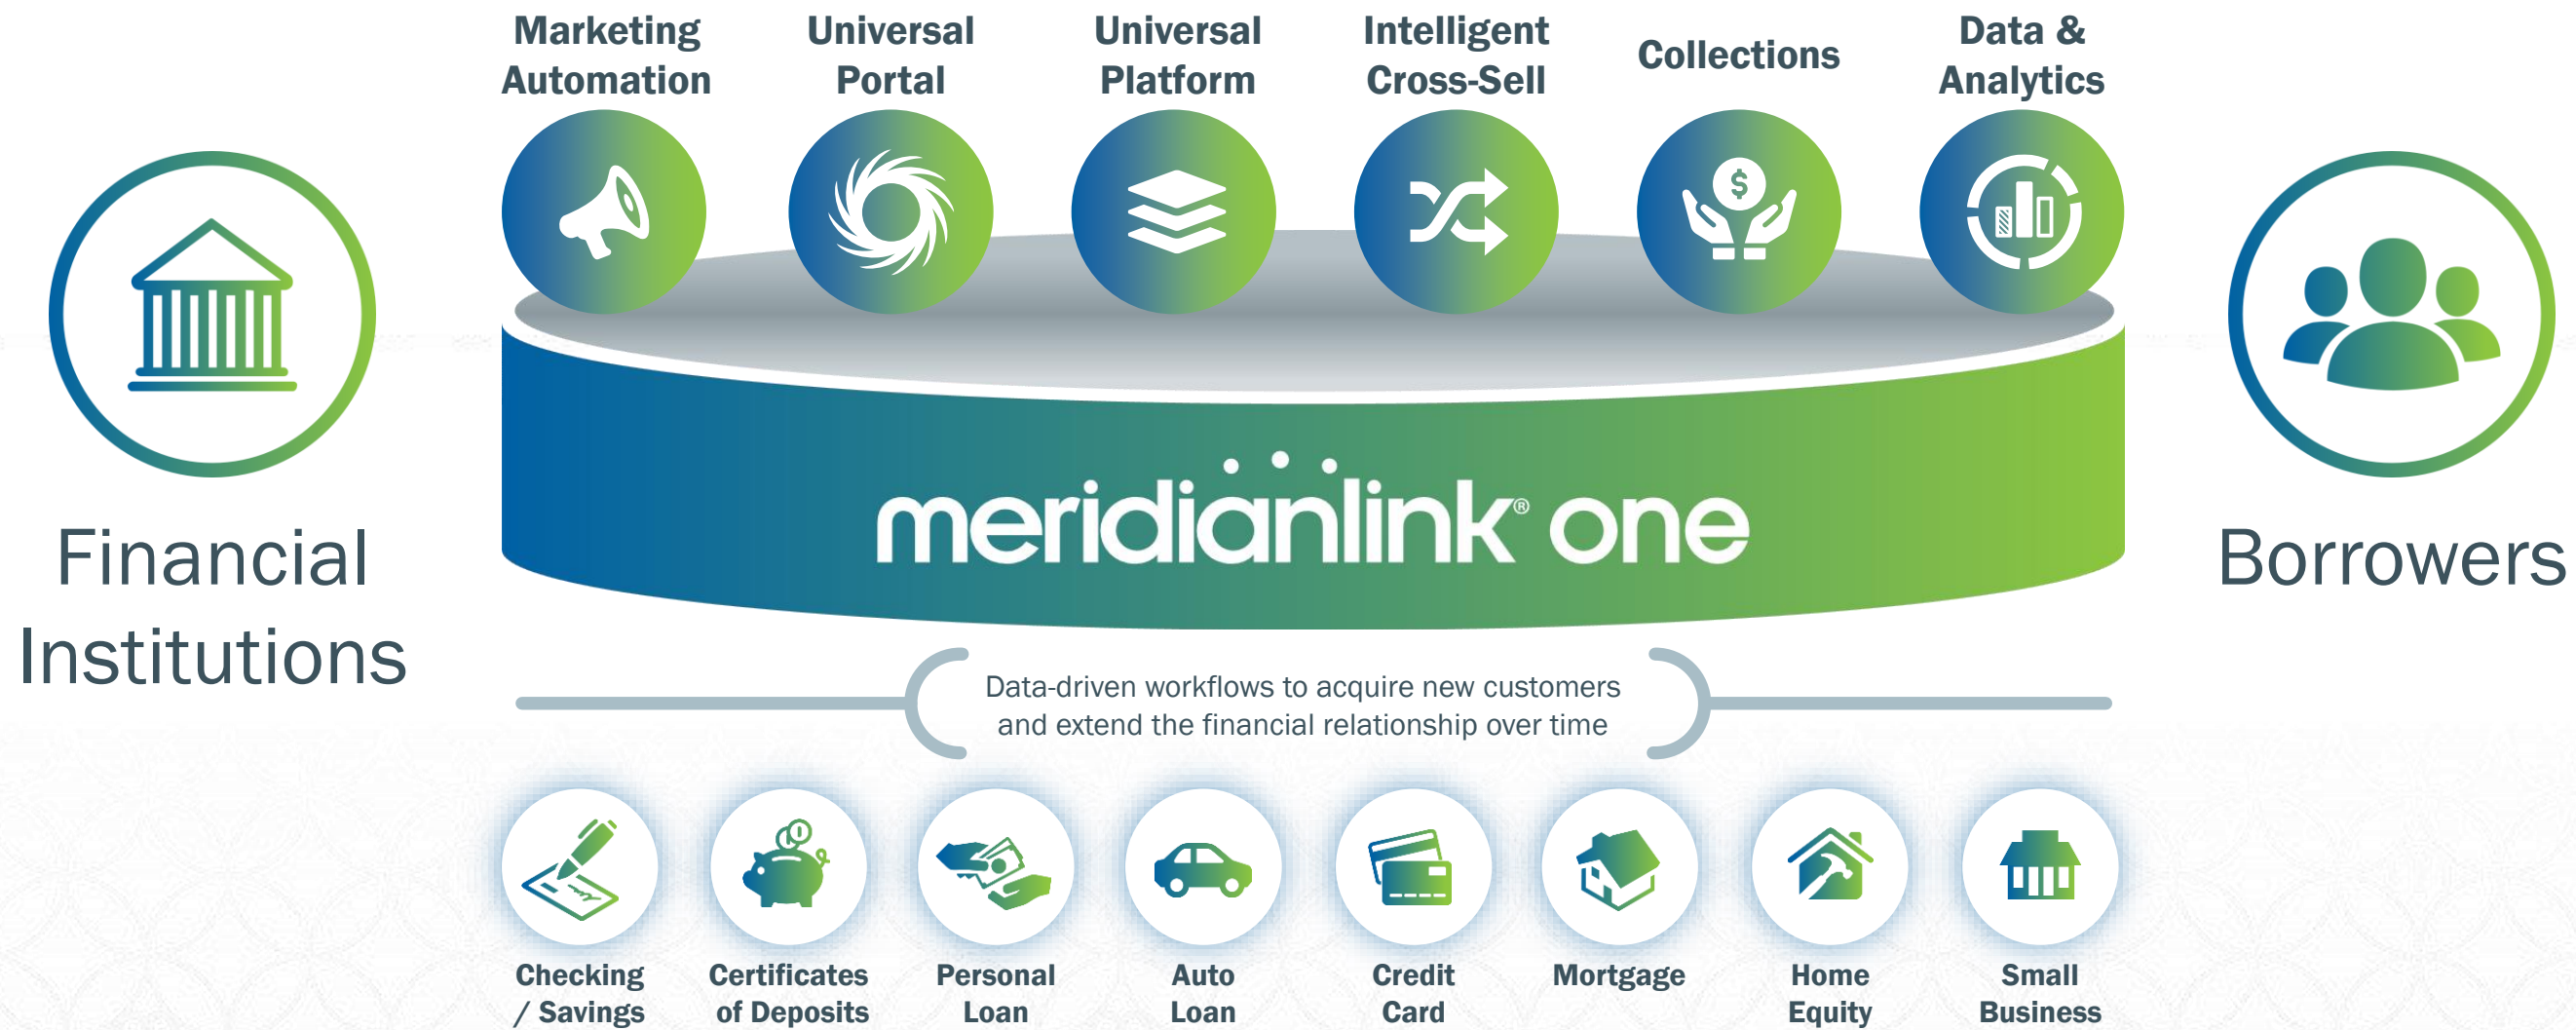 Marketing
Automation
Universal
Portal
Universal
Platform
Intelligent
Cross-Sell
Collections
Data &
Analytics
$
Financial
Institutions
meridianlink® one
Borrowers
Data-driven workflows to acquire new customers
and extend the financial relationship over time
Checking
/ Savings
Certificates
of Deposits
Personal
Loan
Auto
Loan
Credit
Card
Mortgage
Home
Equity
Small
Business